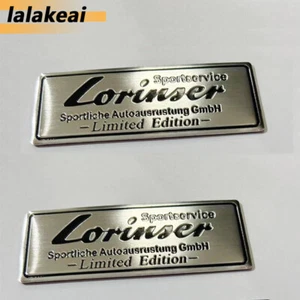 lalakeai
Sportservice
Lorinser
Sportliche Autoausrustung GmbH
-Limited Edition-
Sportservice
Lorinser
Sportliche Autoausrustung GmbH
-Limited Edition-